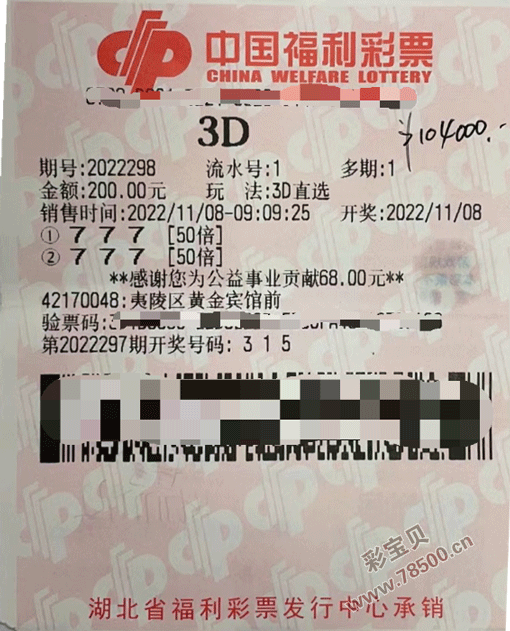 中国福利彩票
CHINA WELFARE LOTTERY
3D
¥104000.
期号:2022298 流水号:1 多期:1
金额:200.00元 玩 法:3D直选
销售时间:2022/11/08-09:09:25 开奖:2022/11/08
① 7 7 7 [50倍]
② 7 7 7 [50倍]
**感谢您为公益事业贡献68.00元**
42170048:夷陵区黄金宾馆前
验票码:
第2022297期开奖号码: 3 1 5
彩宝贝
www.78500.cn
湖北省福利彩票发行中心承销